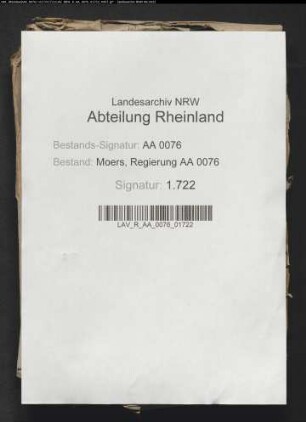 Landesarchiv NRW
Abteilung Rheinland
Bestands-Signatur: AA 0076
Bestand: Moers, Regierung AA 0076
Signatur: 1.722
LAV_R_AA_0076_01722